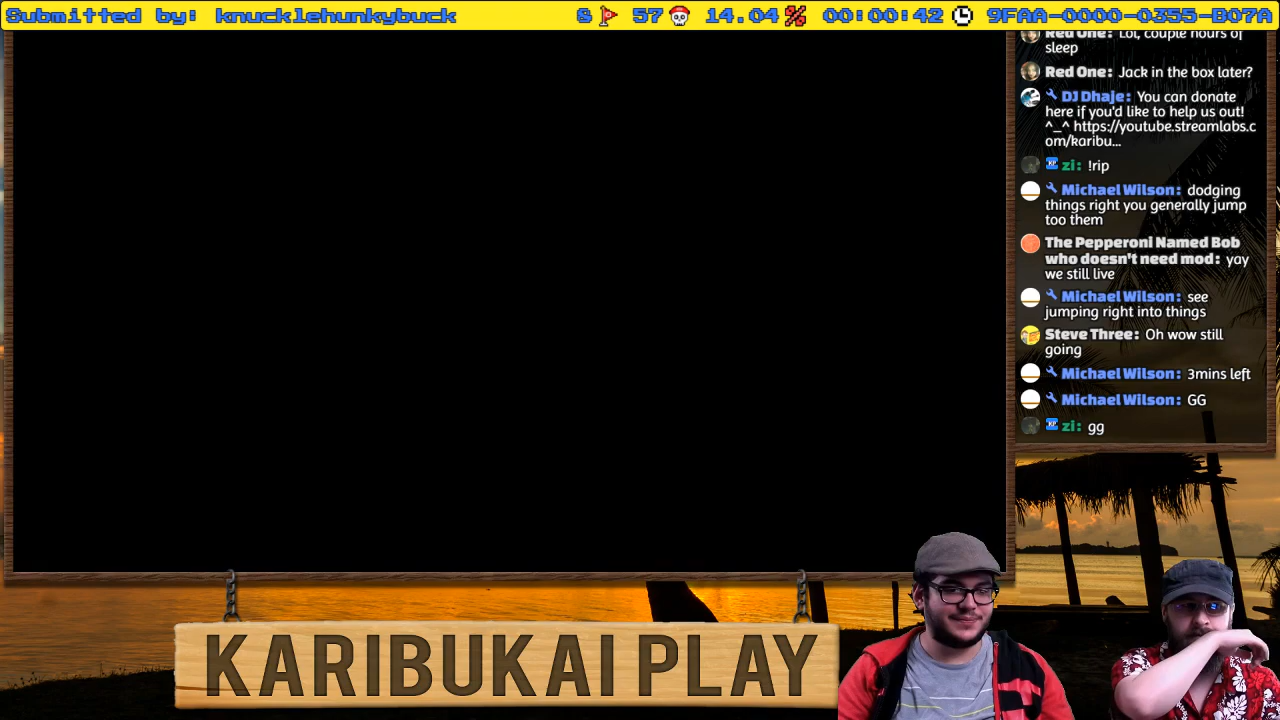 Submitted by: knucklehunkybuck 8 57 14.04 00:00:42 9FAA-0000-0355-B07A
Red One: Lol, couple hours of
sleep
Red One: Jack in the box later?
DJ Dhaje: You can donate
here if you'd like to help us out!
^_^ https://youtube.streamlabs.c
om/karibu...
zi: !rip
Michael Wilson: dodging
things right you generally jump
too them
The Pepperoni Named Bob
who doesn't need mod: yay
we still live
Michael Wilson: see
jumping right into things
Steve Three: Oh wow still
going
Michael Wilson: 3mins left
Michael Wilson: GG
zi: gg
KARIBUKAI PLAY